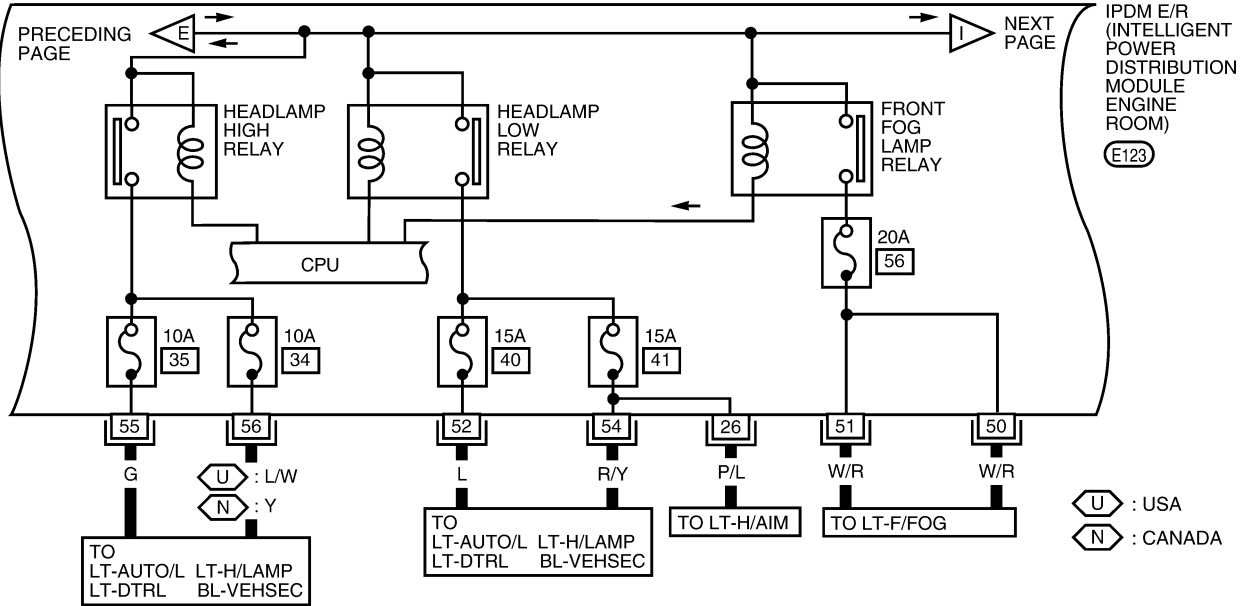 PRECEDING
PAGE
E
I
NEXT
PAGE
IPDM E/R
(INTELLIGENT
POWER
DISTRIBUTION
MODULE
ENGINE
ROOM)
E123
HEADLAMP
HIGH
RELAY
HEADLAMP
LOW
RELAY
FRONT
FOG
LAMP
RELAY
CPU
20A
56
10A
35
10A
34
15A
40
15A
41
55
56
52
54
26
51
50
G
U : L/W
N : Y
L
R/Y
P/L
W/R
W/R
TO
LT-AUTO/L LT-H/LAMP
LT-DTRL BL-VEHSEC
TO
LT-AUTO/L LT-H/LAMP
LT-DTRL BL-VEHSEC
TO LT-H/AIM
TO LT-F/FOG
U : USA
N : CANADA